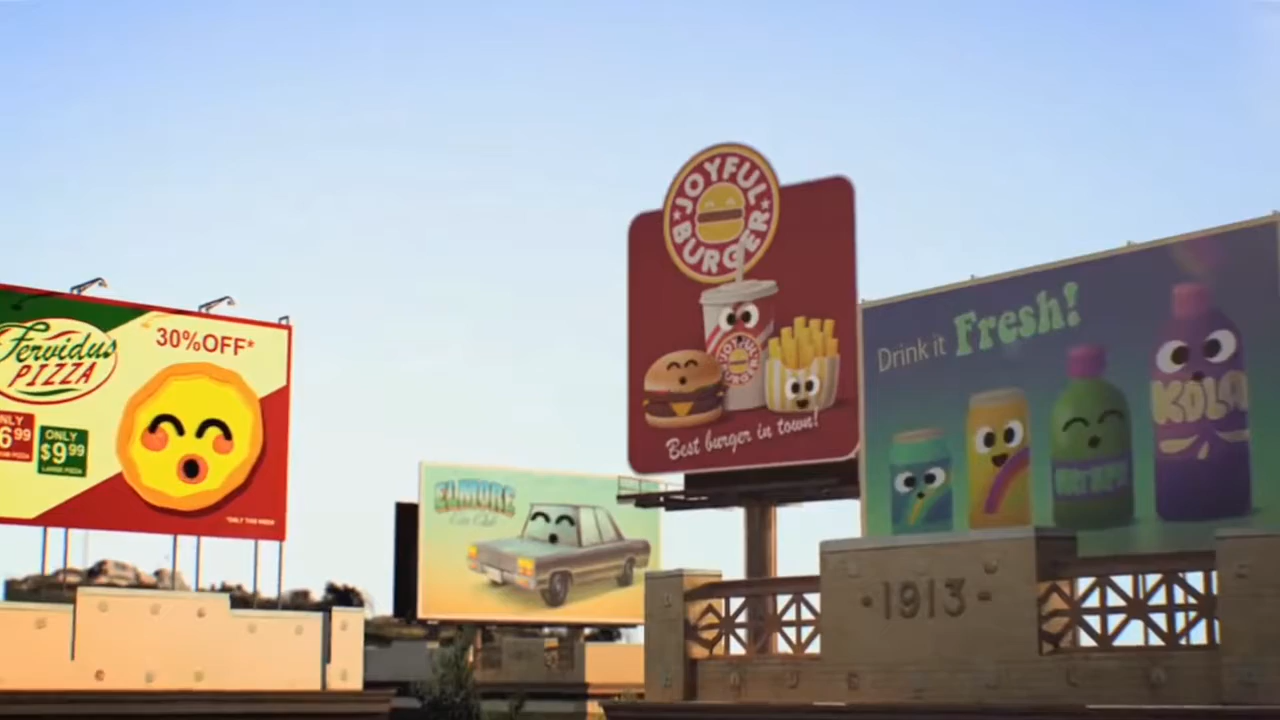 Fervidus
PIZZA
30%OFF*
ONLY
6.99
ONLY
$9.99
LARGE PIZZA
*ONLY THIS WEEK
ELMORE
Car Club
JOYFUL
BURGER
JOYFUL
BURGER
Best burger in town!
Drink it Fresh!
KOLA
1913